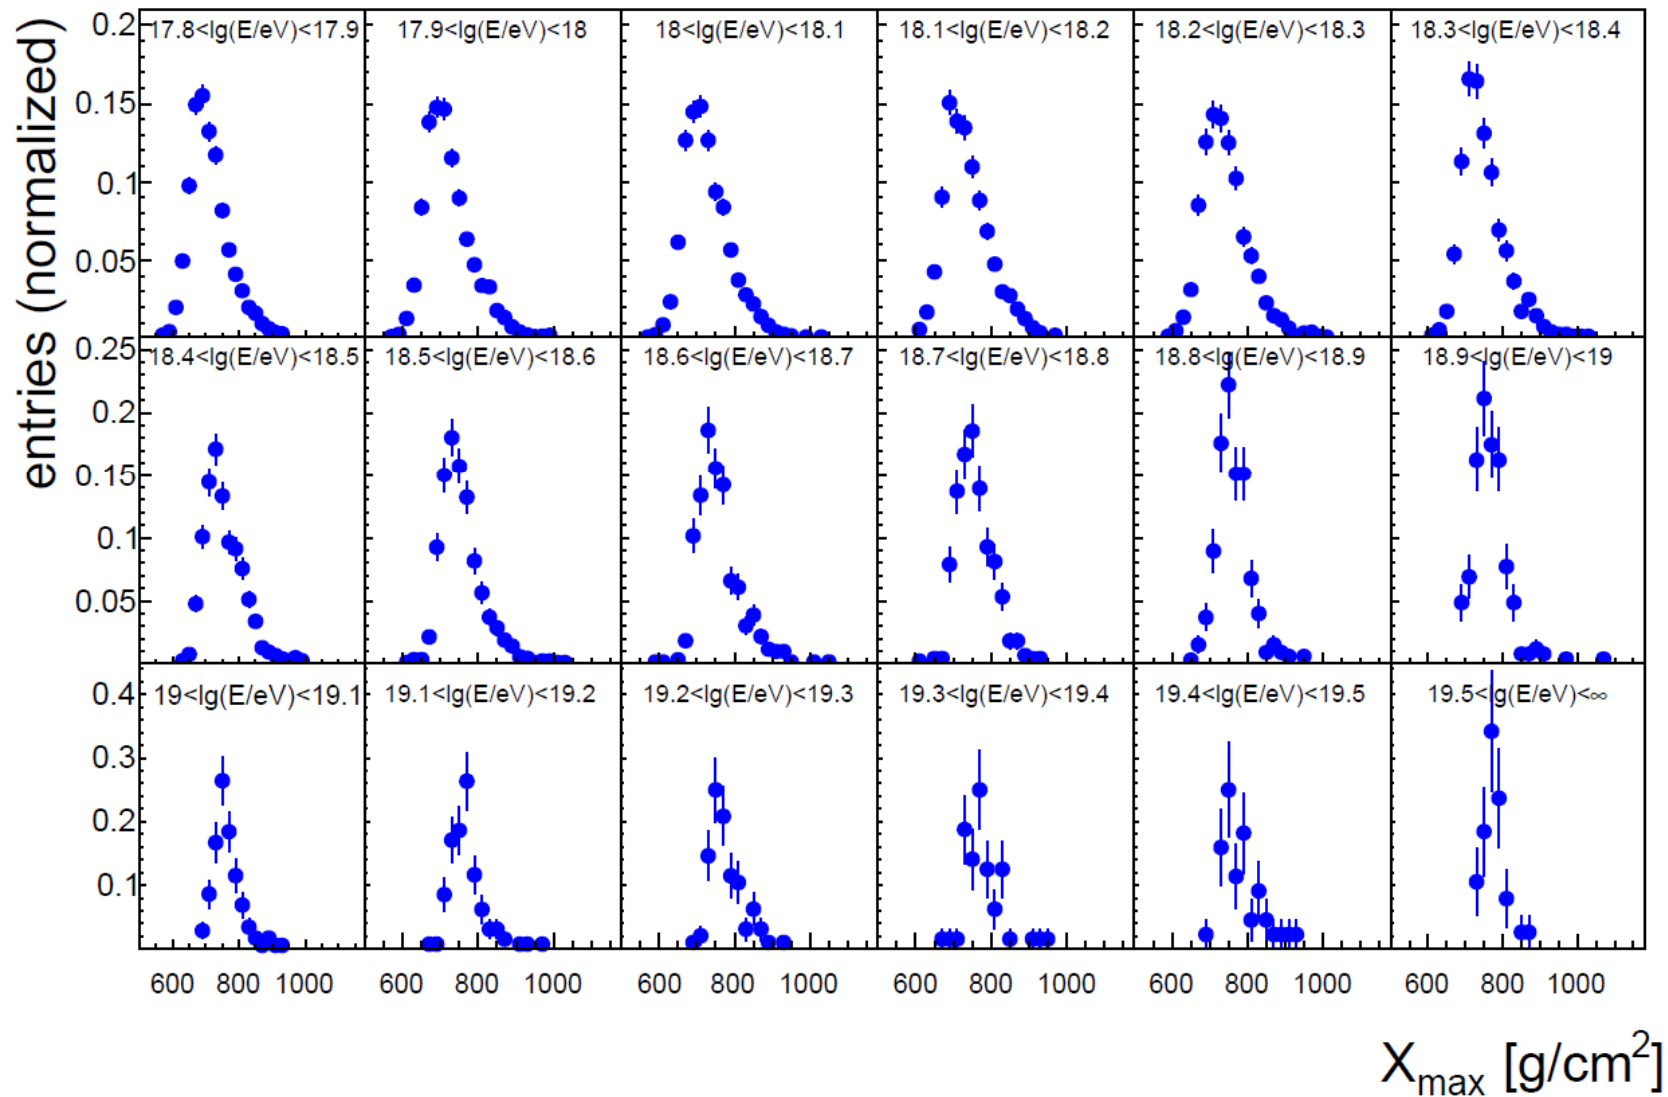 entries (normalized)
0.2
0.15
0.1
0.05
17.8<lg(E/eV)<17.9
17.9<lg(E/eV)<18
18<lg(E/eV)<18.1
18.1<lg(E/eV)<18.2
18.2<lg(E/eV)<18.3
18.3<lg(E/eV)<18.4
0.25
0.2
0.15
0.1
0.05
18.4<lg(E/eV)<18.5
18.5<lg(E/eV)<18.6
18.6<lg(E/eV)<18.7
18.7<lg(E/eV)<18.8
18.8<lg(E/eV)<18.9
18.9<lg(E/eV)<19
0.4
0.3
0.2
0.1
19<lg(E/eV)<19.1
19.1<lg(E/eV)<19.2
19.2<lg(E/eV)<19.3
19.3<lg(E/eV)<19.4
19.4<lg(E/eV)<19.5
19.5<lg(E/eV)<∞
600 800 1000
600 800 1000
600 800 1000
600 800 1000
600 800 1000
600 800 1000
Xmax [g/cm²]